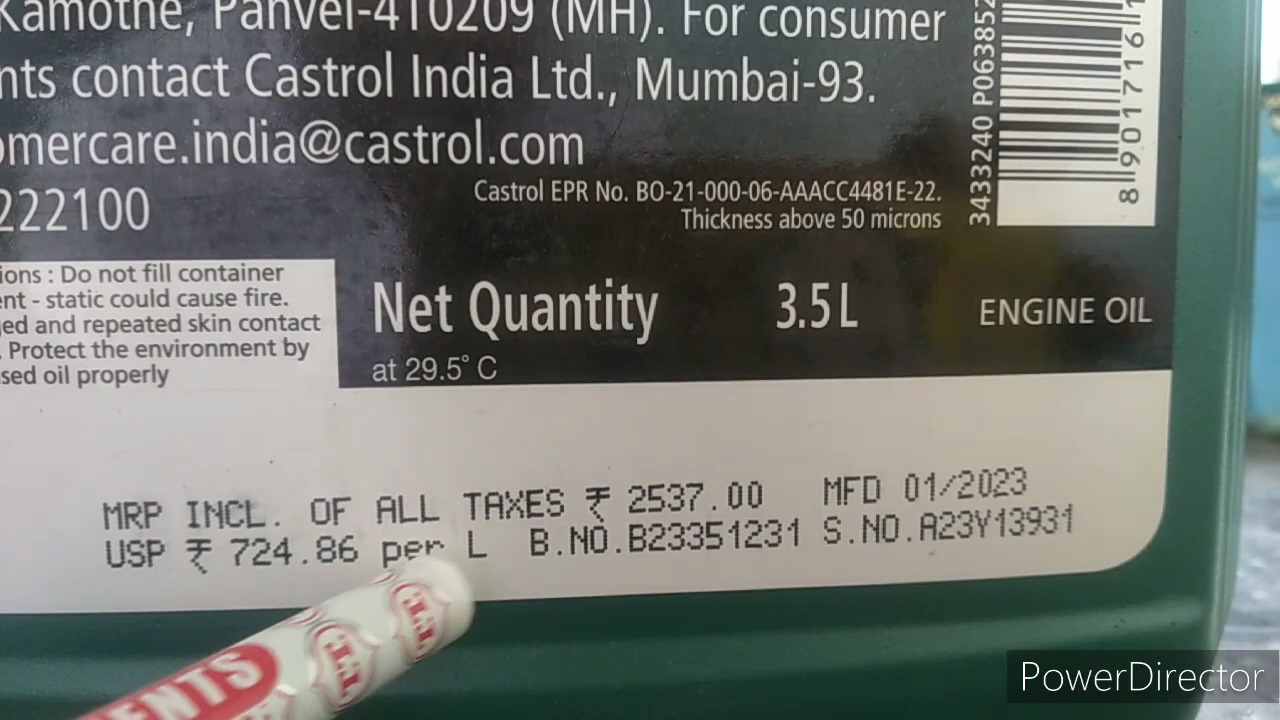 Kamothe, Panvel-410209 (MH). For consumer
nts contact Castrol India Ltd., Mumbai-93.
omercare.india@castrol.com
222100
Castrol EPR No. BO-21-000-06-AAACC4481E-22.
Thickness above 50 microns
3433240 P063852
8 901716 1
ions : Do not fill container
ent - static could cause fire.
ged and repeated skin contact
. Protect the environment by
sed oil properly
Net Quantity 3.5 L ENGINE OIL
at 29.5° C
MRP INCL. OF ALL TAXES ₹ 2537.00 MFD 01/2023
USP ₹ 724.86 per L B.NO.B23351231 S.NO.A23Y13931
ENTS
PowerDirector